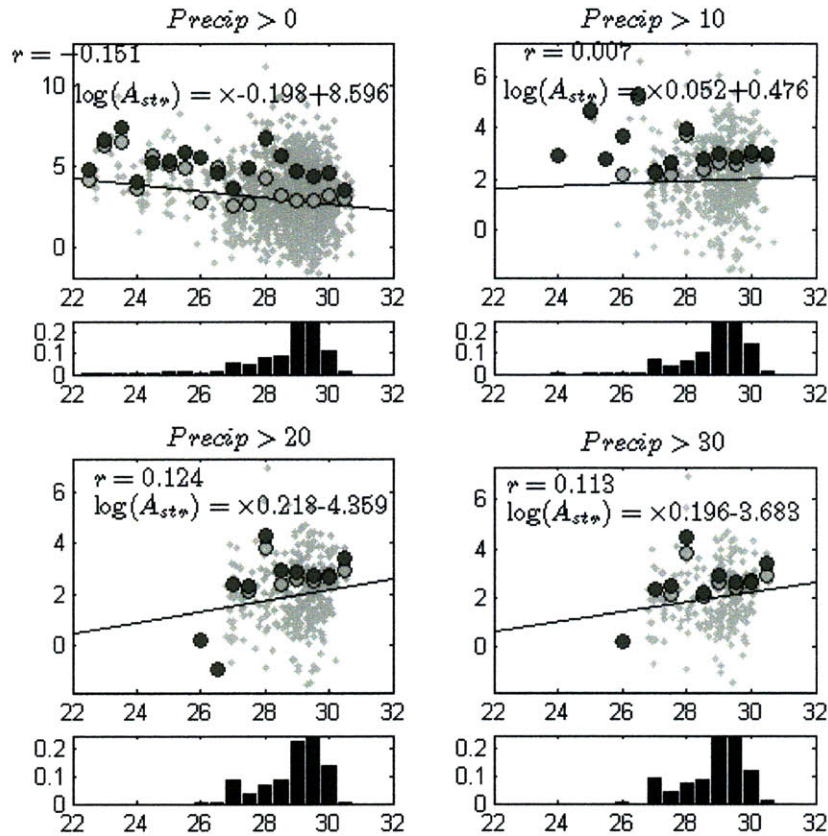 Precip > 0
r = -0.151
log(A_str) = ×-0.198+8.596
10
5
0
22 24 26 28 30 32
0.2
0.1
0
22 24 26 28 30 32
Precip > 10
r = 0.007
log(A_str) = ×0.052+0.476
6
4
2
0
22 24 26 28 30 32
0.2
0.1
0
22 24 26 28 30 32
Precip > 20
r = 0.124
log(A_str) = ×0.218-4.359
6
4
2
0
22 24 26 28 30 32
0.2
0.1
0
22 24 26 28 30 32
Precip > 30
r = 0.113
log(A_str) = ×0.196-3.683
6
4
2
0
22 24 26 28 30 32
0.2
0.1
0
22 24 26 28 30 32